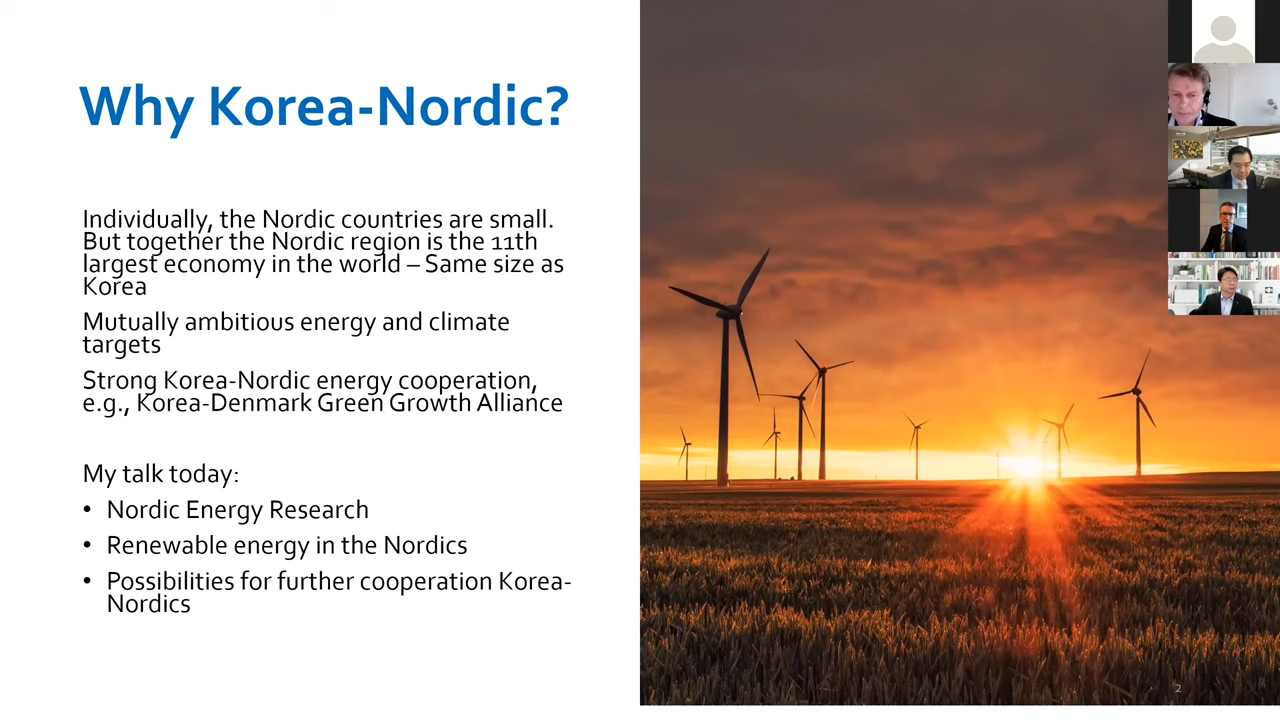 Why Korea-Nordic?
Individually, the Nordic countries are small.
But together the Nordic region is the 11th
largest economy in the world – Same size as
Korea
Mutually ambitious energy and climate
targets
Strong Korea-Nordic energy cooperation,
e.g., Korea-Denmark Green Growth Alliance
My talk today:
• Nordic Energy Research
• Renewable energy in the Nordics
• Possibilities for further cooperation Korea-
Nordics
2